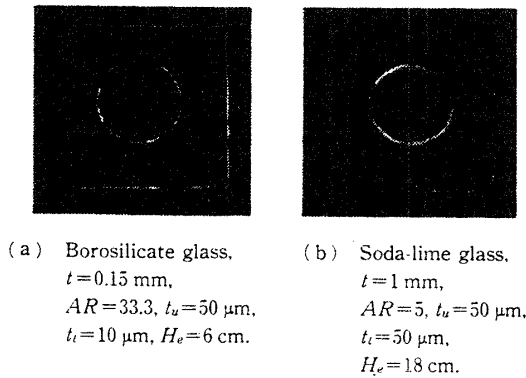 (a) Borosilicate glass,
t=0.15 mm,
AR=33.3, tu=50 μm,
tl=10 μm, He=6 cm.
(b) Soda-lime glass,
t=1 mm,
AR=5, tu=50 μm,
tl=50 μm,
He=18 cm.